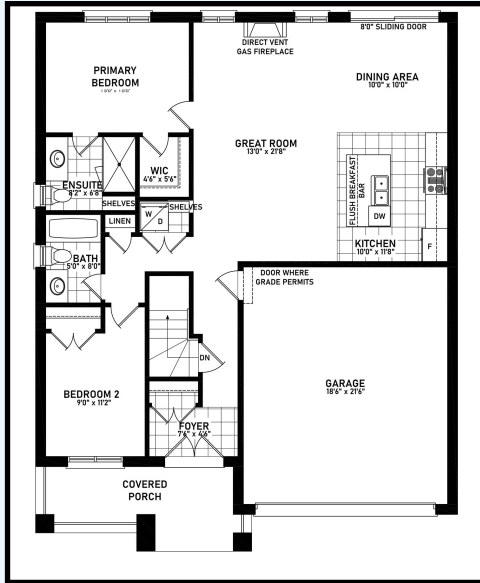 8'0" SLIDING DOOR
DIRECT VENT
GAS FIREPLACE
PRIMARY
BEDROOM
DINING AREA
10'0" x 10'0"
GREAT ROOM
13'0" x 21'8"
WIC
4'6" x 5'6"
ENSUITE
8'2" x 6'8"
FLUSH BREAKFAST
BAR
DW
SHELVES
SHELVES
LINEN
W
D
KITCHEN
10'0" x 11'8"
F
BATH
5'0" x 8'0"
DOOR WHERE
GRADE PERMITS
DN
GARAGE
18'6" x 21'6"
BEDROOM 2
9'0" x 11'2"
FOYER
7'6" x 4'6"
COVERED
PORCH